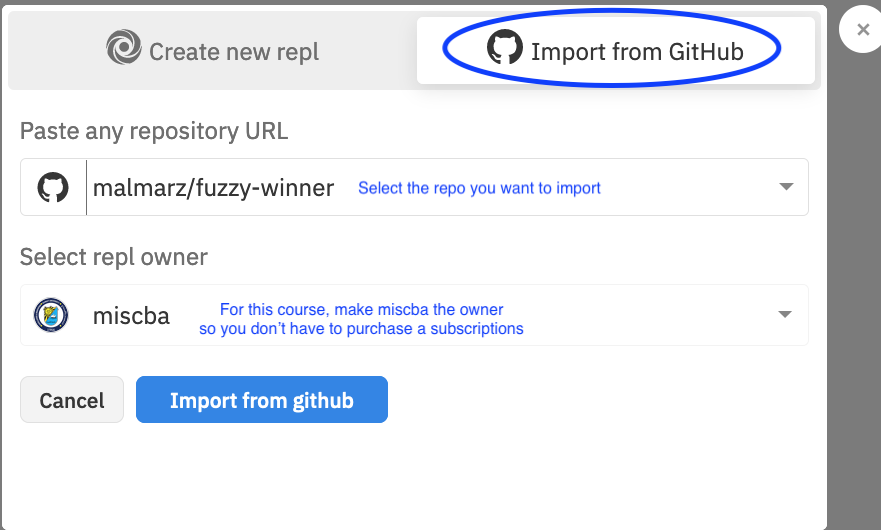 Create new repl
Import from GitHub
Paste any repository URL
malmarz/fuzzy-winner
Select the repo you want to import
Select repl owner
miscba
For this course, make miscba the owner
so you don't have to purchase a subscriptions
Cancel
Import from github